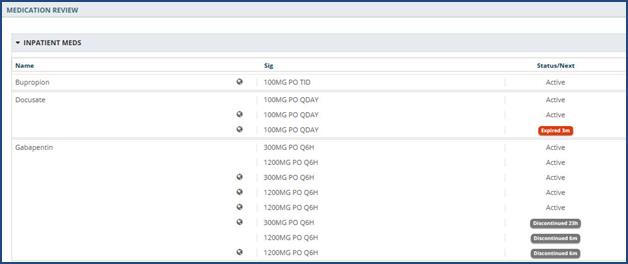 MEDICATION REVIEW
INPATIENT MEDS
Name Sig Status/Next
Bupropion 100MG PO TID Active
Docusate 100MG PO QDAY Active
100MG PO QDAY Active
100MG PO QDAY Expired 3m
Gabapentin 300MG PO Q6H Active
1200MG PO Q6H Active
300MG PO Q6H Active
1200MG PO Q6H Active
1200MG PO Q6H Active
300MG PO Q6H Discontinued 23h
1200MG PO Q6H Discontinued 6m
1200MG PO Q6H Discontinued 6m